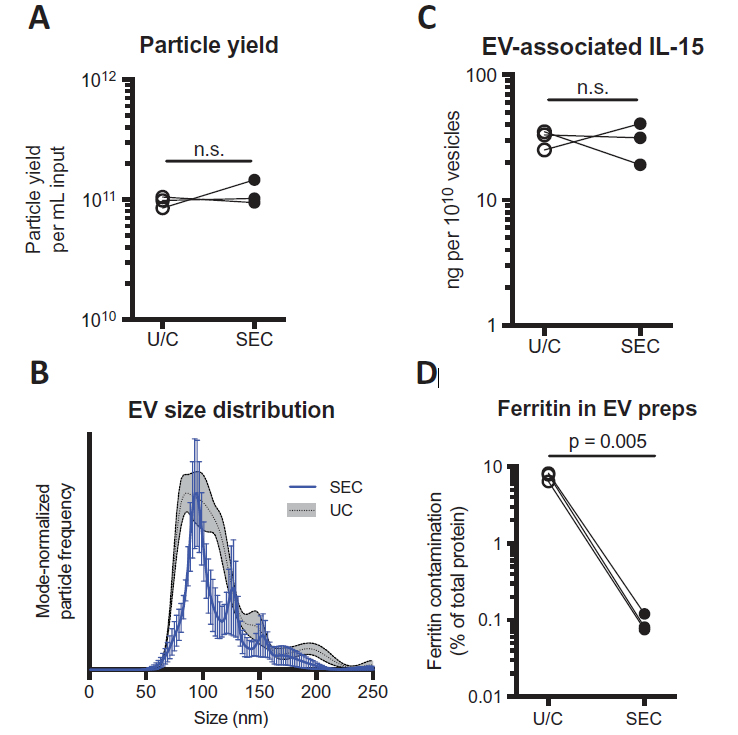 A
Particle yield
10¹²
10¹¹
10¹⁰
Particle yield
per mL input
n.s.
U/C
SEC
B
EV size distribution
Mode-normalized
particle frequency
SEC
UC
0
50
100
150
200
250
Size (nm)
C
EV-associated IL-15
100
10
1
ng per 10¹⁰ vesicles
n.s.
U/C
SEC
D
Ferritin in EV preps
p = 0.005
10
1
0.1
0.01
Ferritin contamination
(% of total protein)
U/C
SEC